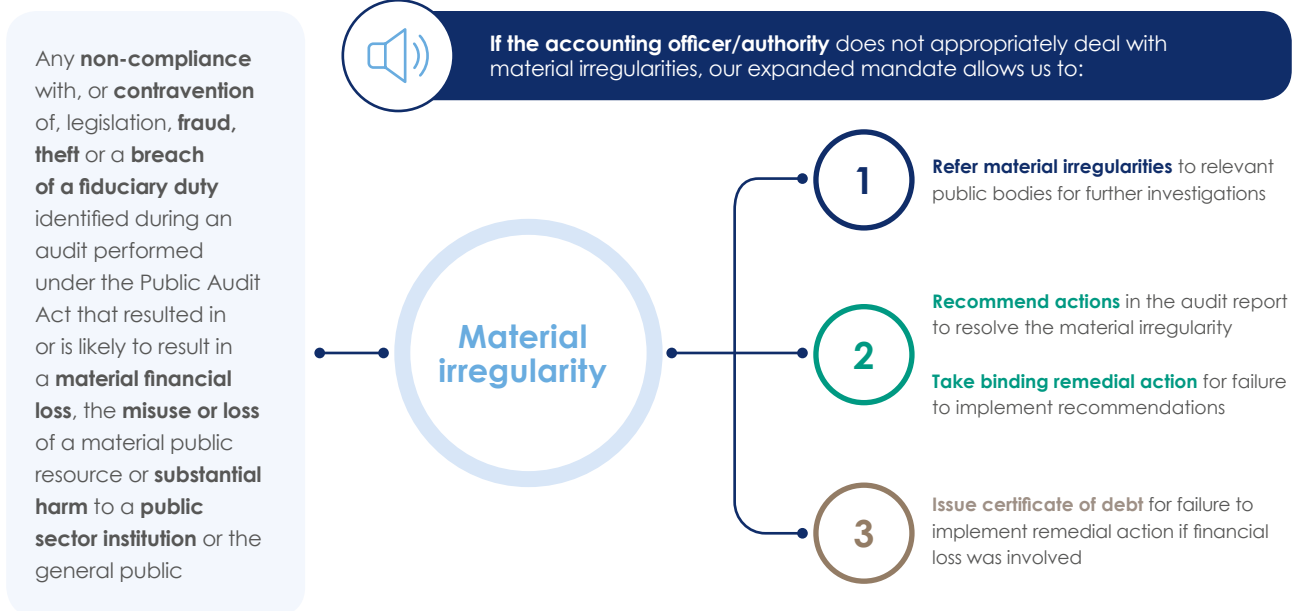 Any non-compliance
with, or contravention
of, legislation, fraud,
theft or a breach
of a fiduciary duty
identified during an
audit performed
under the Public Audit
Act that resulted in
or is likely to result in
a material financial
loss, the misuse or loss
of a material public
resource or substantial
harm to a public
sector institution or the
general public
If the accounting officer/authority does not appropriately deal with
material irregularities, our expanded mandate allows us to:
Material
irregularity
1
Refer material irregularities to relevant
public bodies for further investigations
2
Recommend actions in the audit report
to resolve the material irregularity
Take binding remedial action for failure
to implement recommendations
3
Issue certificate of debt for failure to
implement remedial action if financial
loss was involved